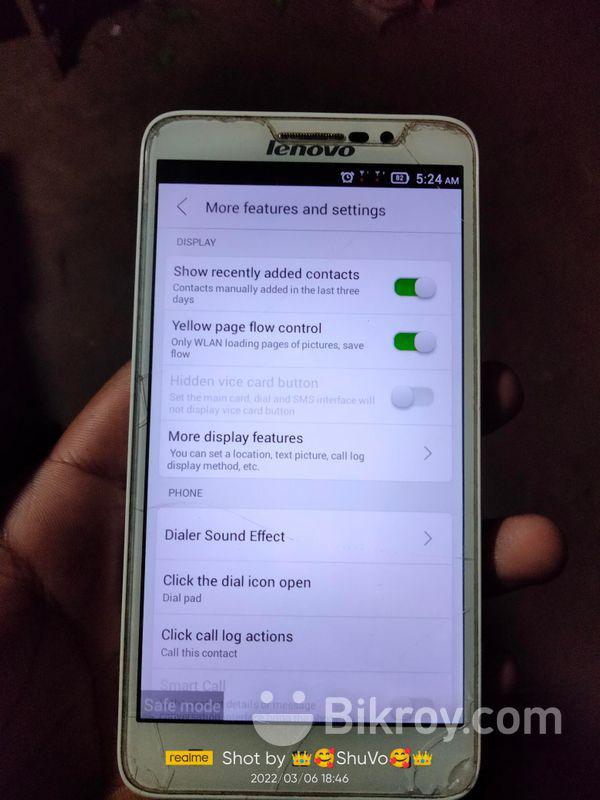 lenovo
82 5:24 AM
More features and settings
DISPLAY
Show recently added contacts
Contacts manually added in the last three
days
Yellow page flow control
Only WLAN loading pages of pictures, save
flow
Hidden vice card button
Set the main card, dial and SMS interface will
not display vice card button
More display features
You can set a location, text picture, call log
display method, etc.
PHONE
Dialer Sound Effect
Click the dial icon open
Dial pad
Click call log actions
Call this contact
Smart Call
details or message
Safe mode
Bikroy.com
realme Shot by 👑🥰ShuVo🥰👑
2022/03/06 18:46